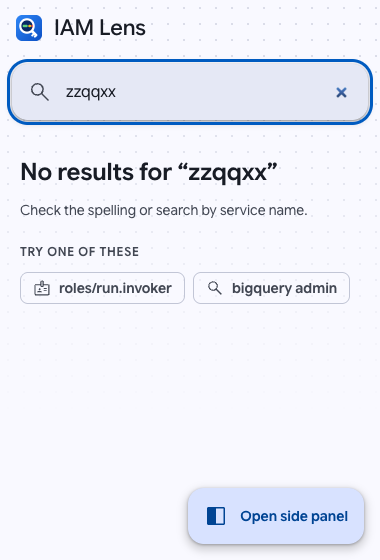 IAM Lens
zzqqxx
No results for “zzqqxx”
Check the spelling or search by service name.
TRY ONE OF THESE
roles/run.invoker
bigquery admin
Open side panel